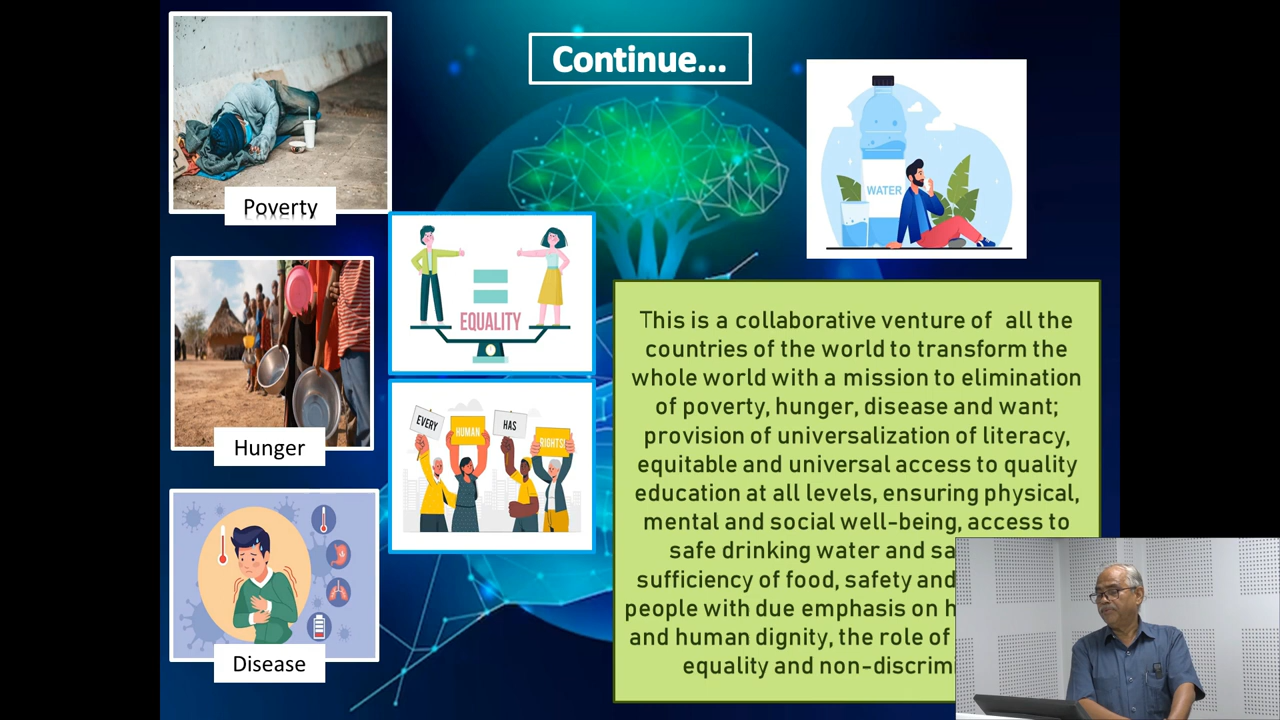 Continue...
Poverty
Hunger
Disease
EQUALITY
EVERY
HUMAN
HAS
RIGHTS!
WATER
This is a collaborative venture of all the
countries of the world to transform the
whole world with a mission to elimination
of poverty, hunger, disease and want;
provision of universalization of literacy,
equitable and universal access to quality
education at all levels, ensuring physical,
mental and social well-being, access to
safe drinking water and
sufficiency of food, safety and
people with due emphasis on
and human dignity, the role of
equality and